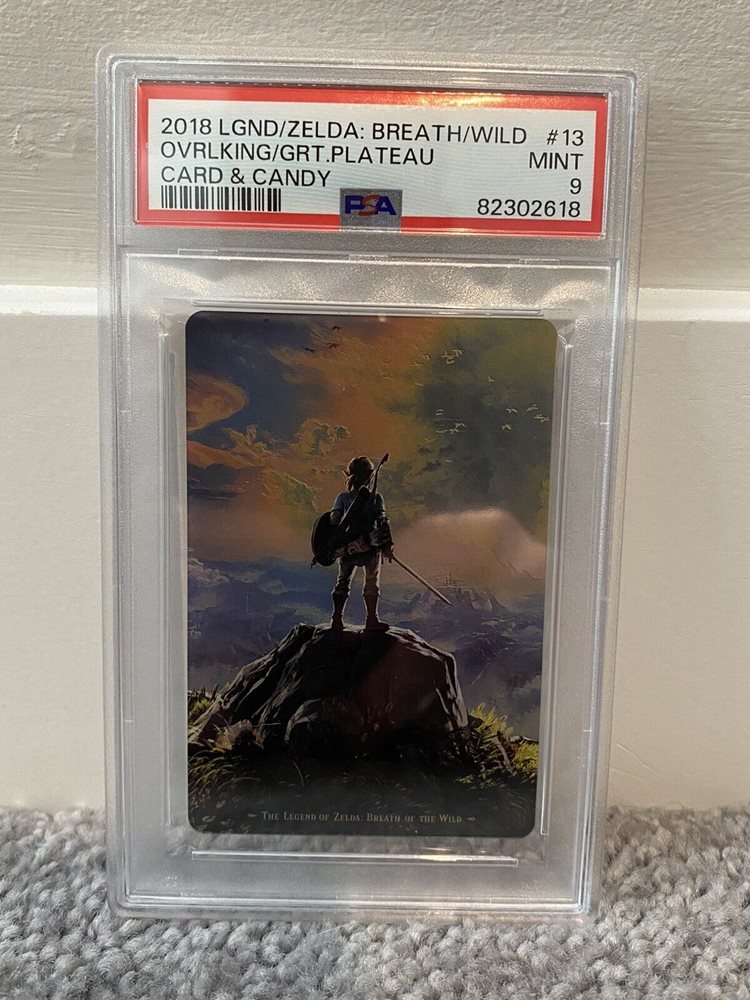 2018 LGND/ZELDA: BREATH/WILD #13
OVRLKING/GRT.PLATEAU MINT
CARD & CANDY 9
PSA 82302618
The Legend of Zelda: Breath of the Wild